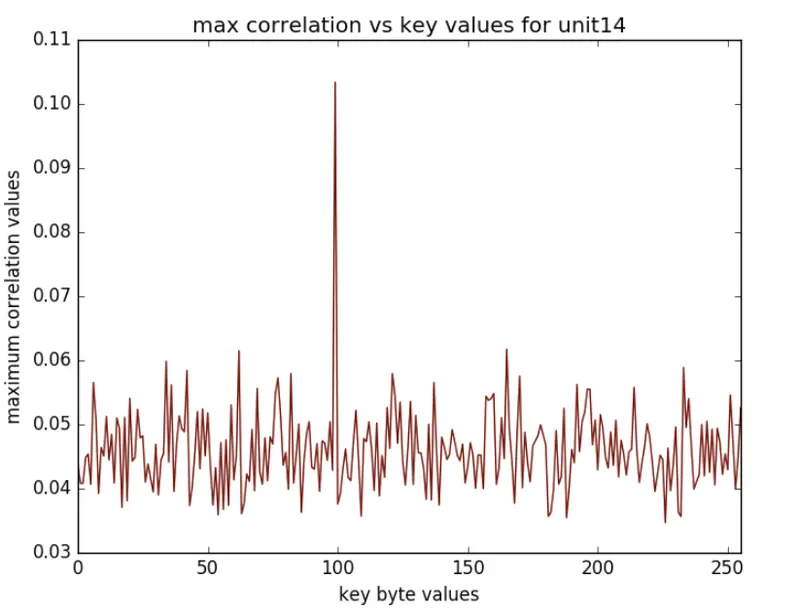 max correlation vs key values for unit14
0.11
0.10
0.09
0.08
0.07
0.06
0.05
0.04
0.03
maximum correlation values
0 50 100 150 200 250
key byte values